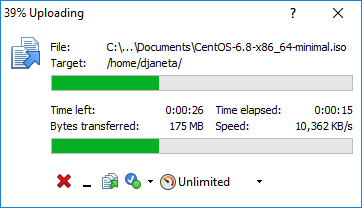 39% Uploading
File: C:\...\Documents\CentOS-6.8-x86_64-minimal.iso
Target: /home/djaneta/
Time left: 0:00:26 Time elapsed: 0:00:15
Bytes transferred: 175 MB Speed: 10,362 KB/s
Unlimited